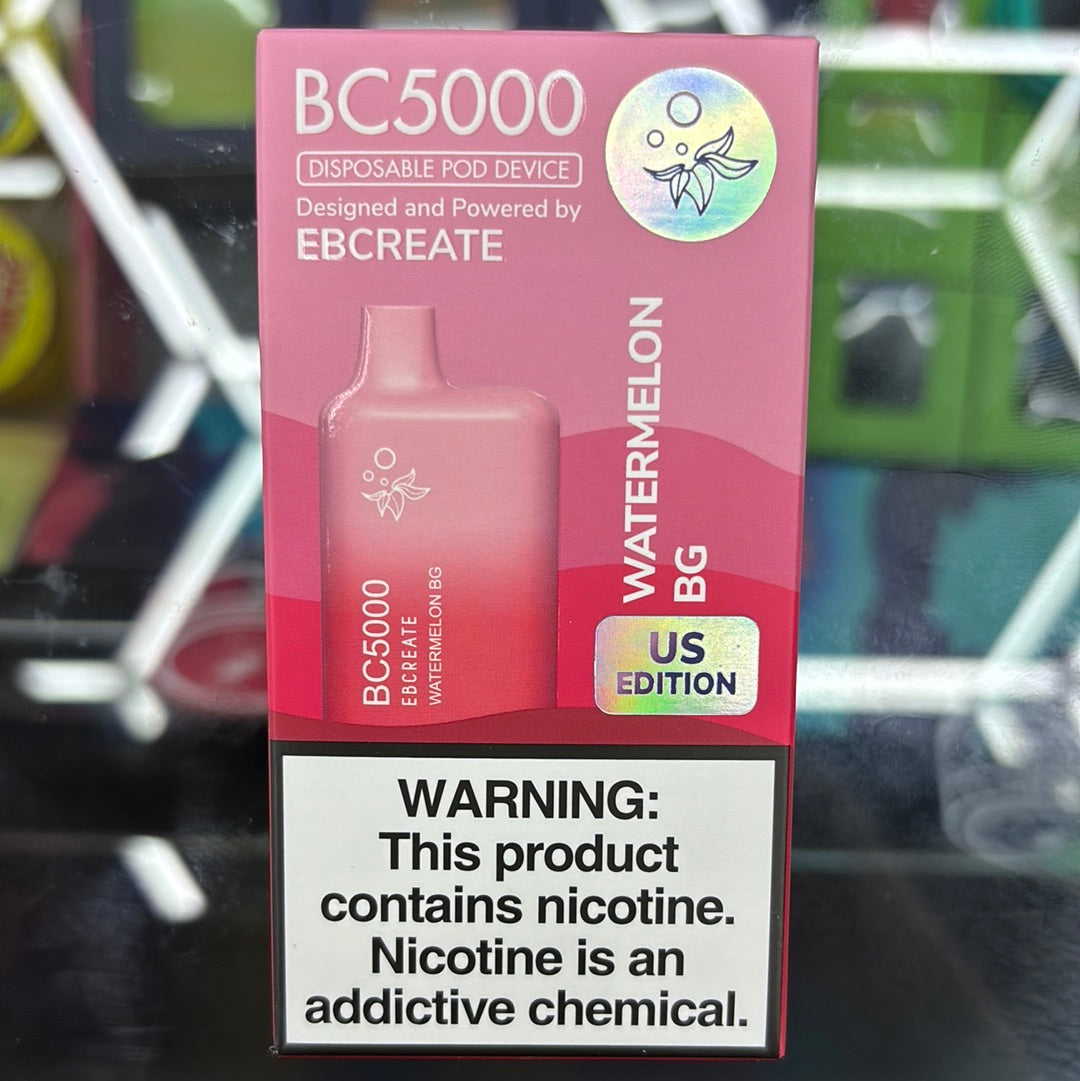 BC5000
DISPOSABLE POD DEVICE
Designed and Powered by
EBCREATE
WATERMELON
BG
BC5000
EBCREATE
WATERMELON BG
US
EDITION
WARNING:
This product
contains nicotine.
Nicotine is an
addictive chemical.